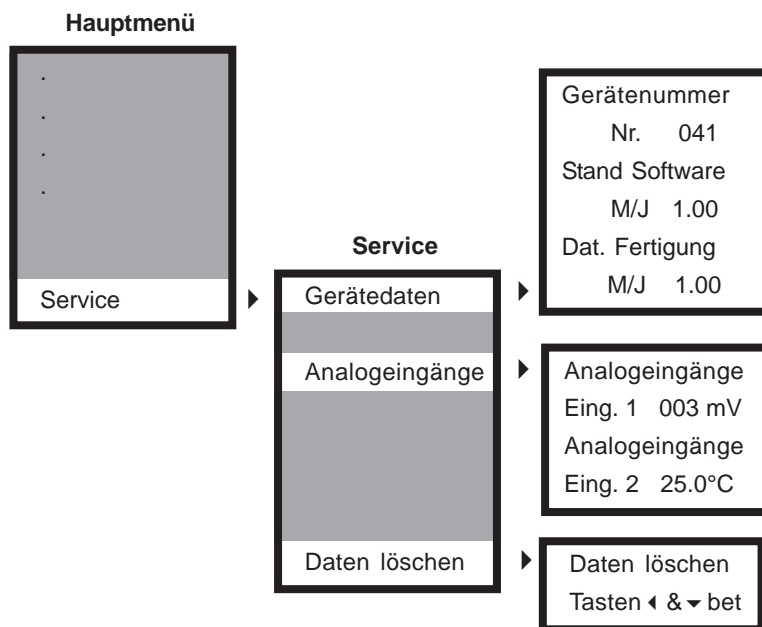 Hauptmenü
.
.
.
.
Service
Service
Gerätedaten
Analogeingänge
Daten löschen
Gerätenummer
Nr. 041
Stand Software
M/J 1.00
Dat. Fertigung
M/J 1.00
Analogeingänge
Eing. 1 003 mV
Analogeingänge
Eing. 2 25.0°C
Daten löschen
Tasten ◂ & ▾ bet